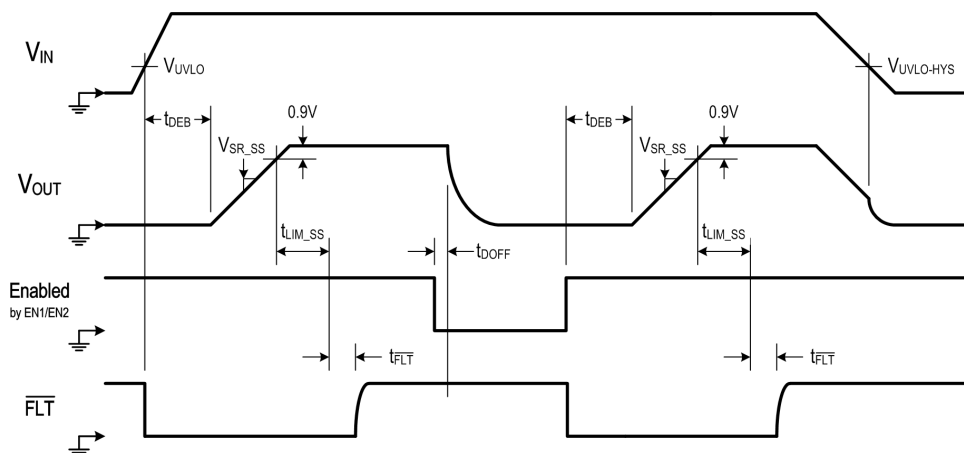 VIN
VUVLO
VUVLO-HYS
tDEB
0.9V
tDEB
0.9V
VSR_SS
VSR_SS
VOUT
tLIM_SS
tDOFF
tLIM_SS
Enabled
by EN1/EN2
tFLT
tFLT
FLT